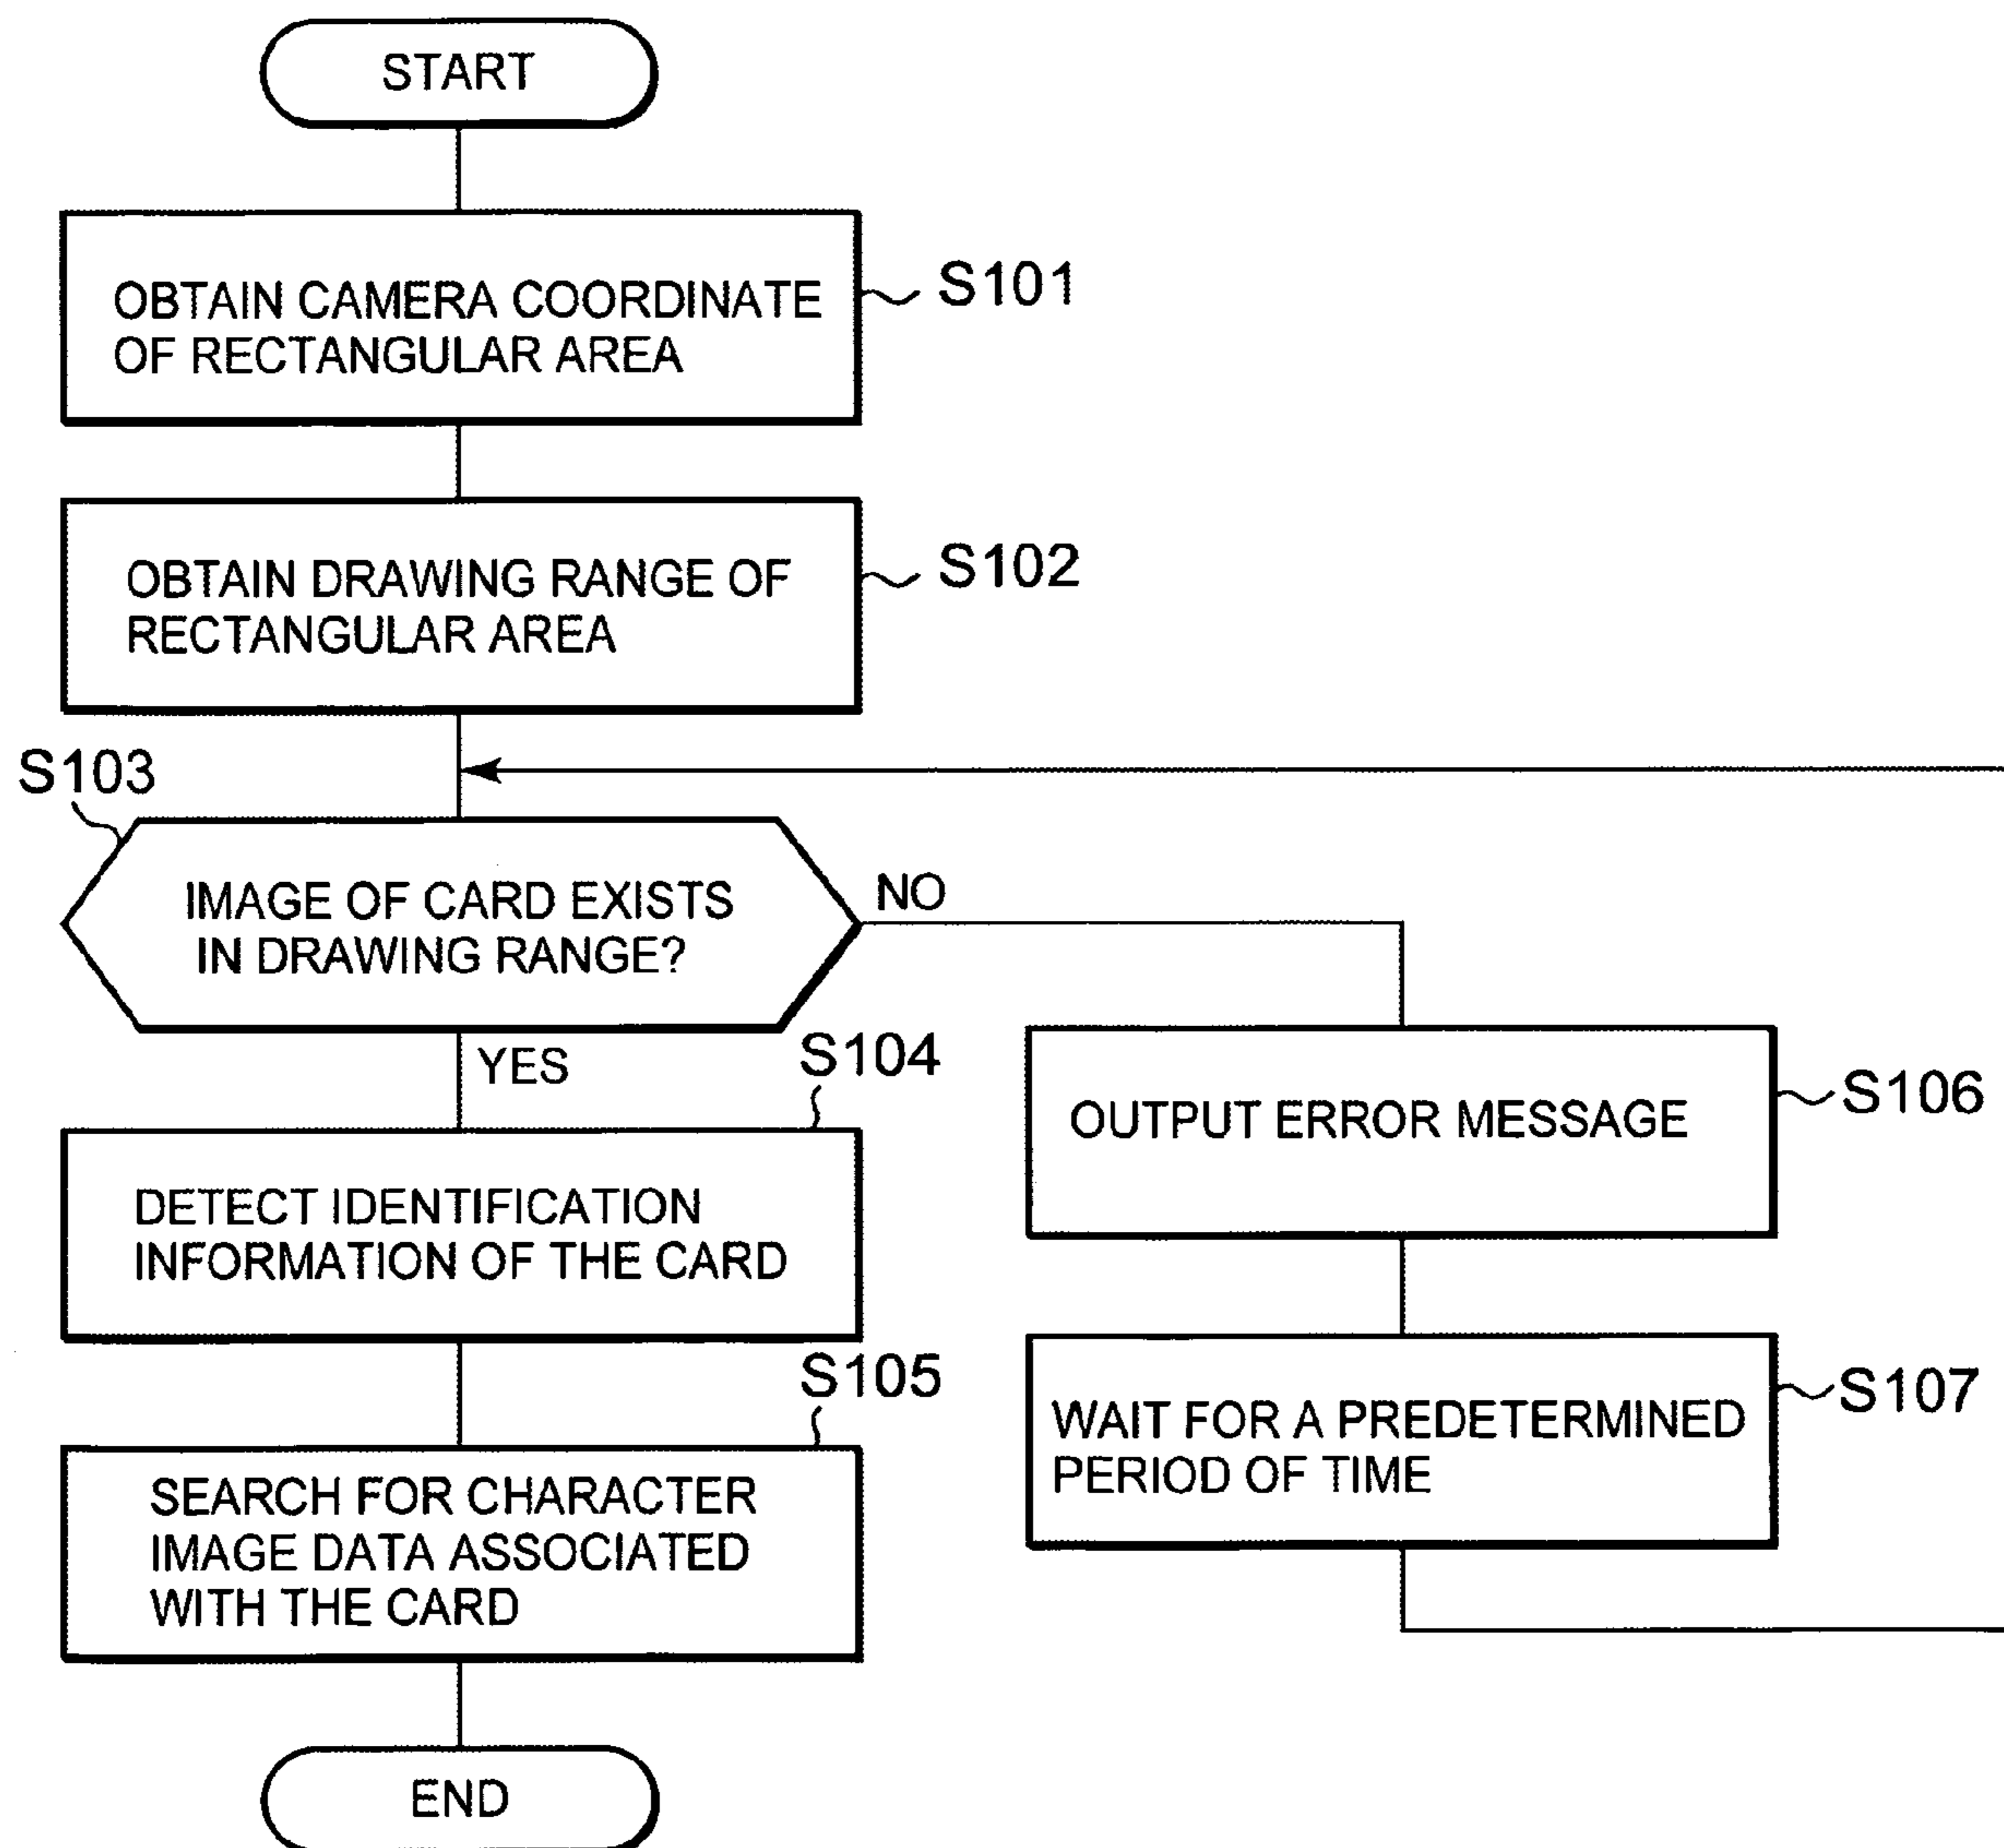 START
OBTAIN CAMERA COORDINATE
OF RECTANGULAR AREA
S101
OBTAIN DRAWING RANGE OF
RECTANGULAR AREA
S102
S103
IMAGE OF CARD EXISTS
IN DRAWING RANGE?
NO
YES
S104
DETECT IDENTIFICATION
INFORMATION OF THE CARD
S105
SEARCH FOR CHARACTER
IMAGE DATA ASSOCIATED
WITH THE CARD
END
OUTPUT ERROR MESSAGE
S106
WAIT FOR A PREDETERMINED
PERIOD OF TIME
S107